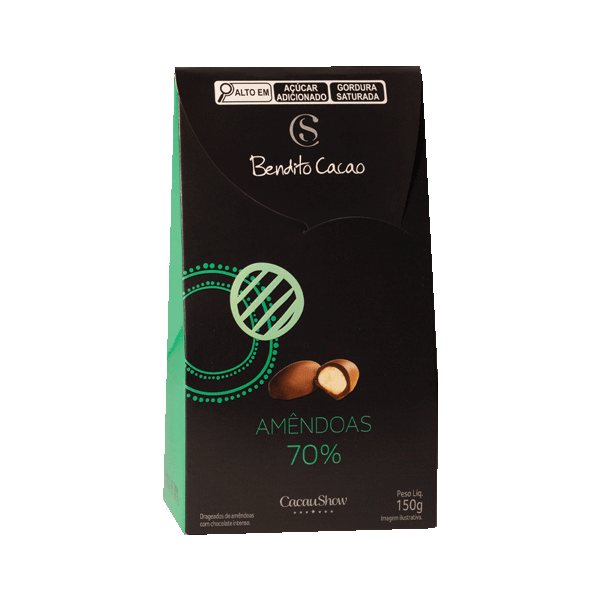 ALTO EM
AÇÚCAR
ADICIONADO
GORDURA
SATURADA
CS
Bendito Cacao
AMÊNDOAS
70%
CacauShow
Drageados de amêndoas
com chocolate intenso.
Peso Líq.
150g
Imagem ilustrativa.